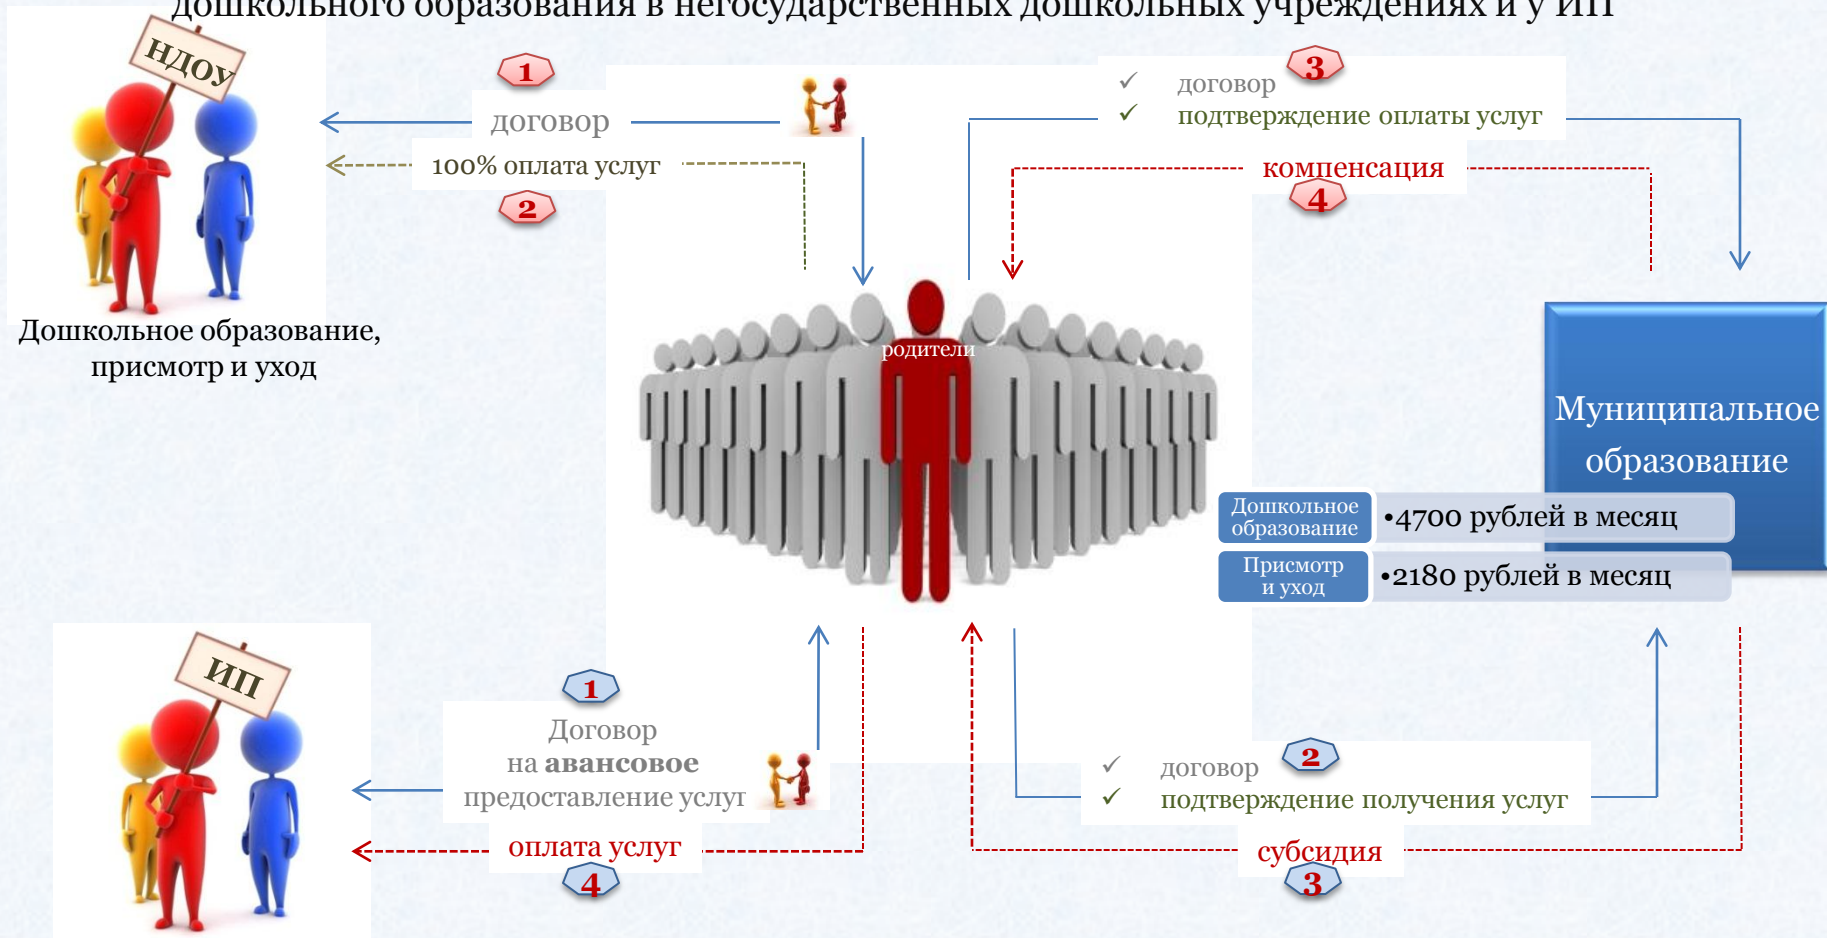 дошкольного образования в негосударственных дошкольных учреждениях и у ИП
НДОУ
1
договор
100% оплата услуг
2
3
✓ договор
✓ подтверждение оплаты услуг
компенсация
4
Дошкольное образование,
присмотр и уход
родители
Муниципальное
образование
Дошкольное
образование
•4700 рублей в месяц
Присмотр
и уход
•2180 рублей в месяц
ИП
1
Договор
на авансовое
предоставление услуг
оплата услуг
4
2
✓ договор
✓ подтверждение получения услуг
субсидия
3